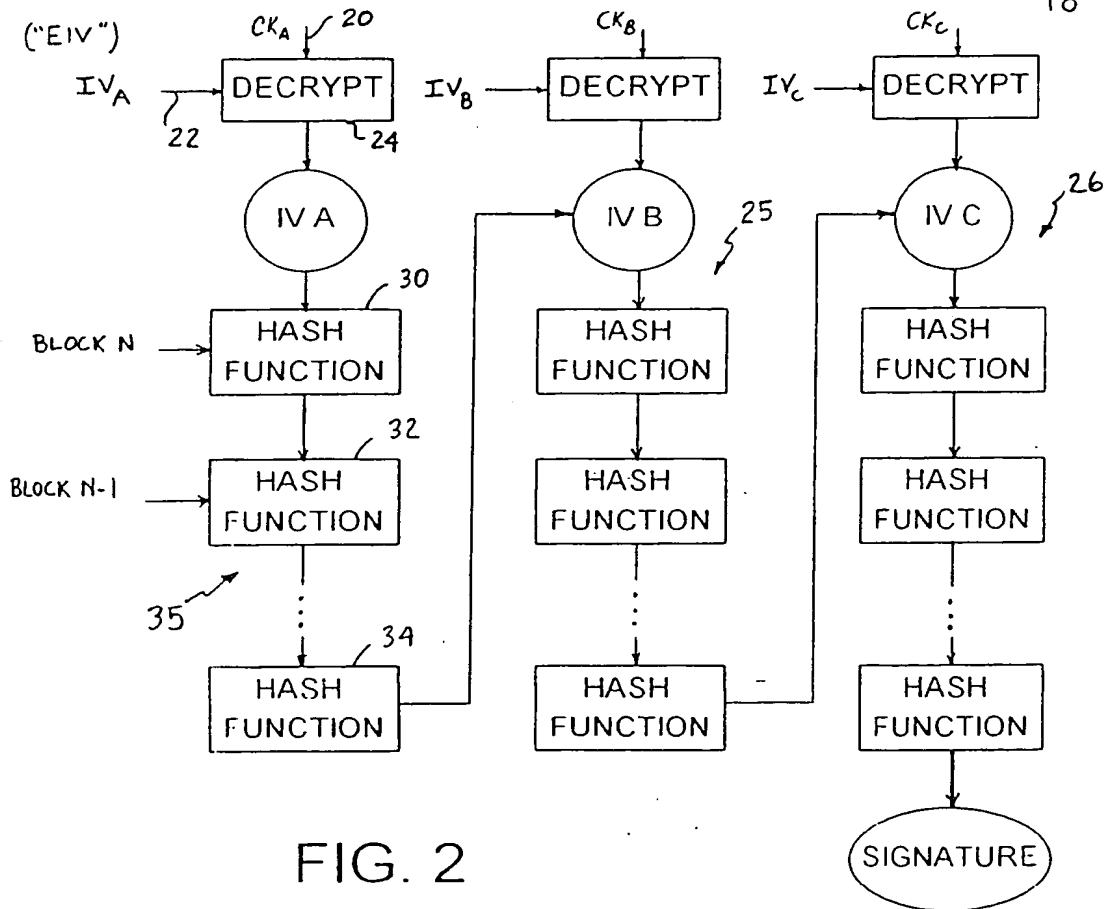 18
("EIV")
CKA 20
CKB
CKC
IVA
DECRYPT
22
24
IVB
DECRYPT
IVC
DECRYPT
IV A
IV B
IV C
25
26
BLOCK N
30
HASH
FUNCTION
HASH
FUNCTION
HASH
FUNCTION
BLOCK N-1
32
HASH
FUNCTION
HASH
FUNCTION
HASH
FUNCTION
35
34
HASH
FUNCTION
HASH
FUNCTION
HASH
FUNCTION
SIGNATURE
FIG. 2